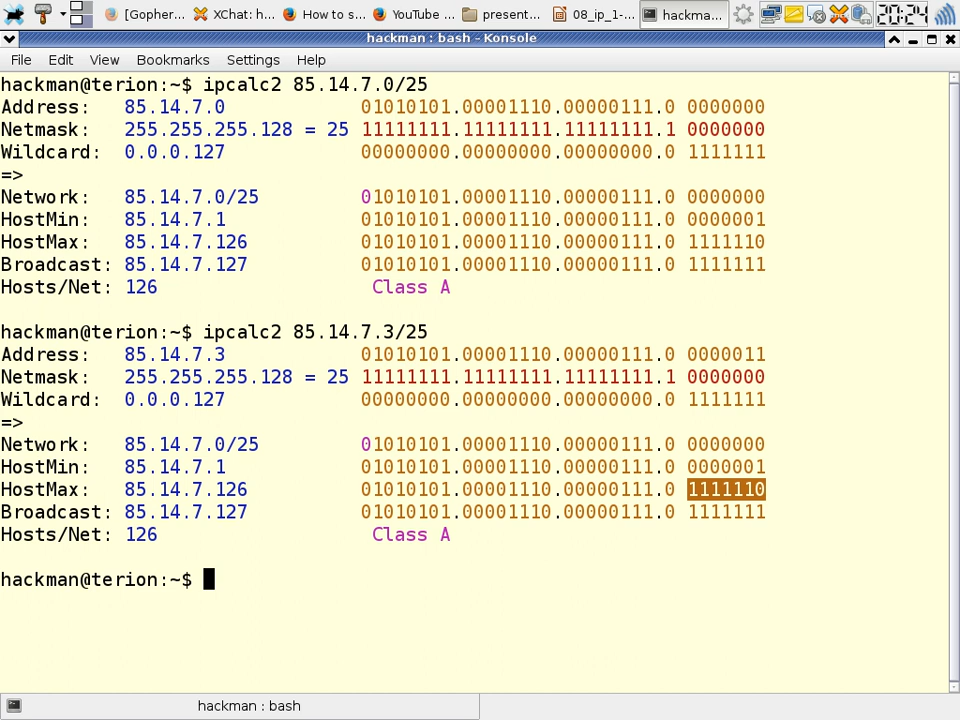 [Gopher... XChat: h... How to s... YouTube ... present... 08_ip_1-... hackma... 20:24
hackman : bash - Konsole
File Edit View Bookmarks Settings Help
hackman@terion:~$ ipcalc2 85.14.7.0/25
Address: 85.14.7.0 01010101.00001110.00000111.0 0000000
Netmask: 255.255.255.128 = 25 11111111.11111111.11111111.1 0000000
Wildcard: 0.0.0.127 00000000.00000000.00000000.0 1111111
=>
Network: 85.14.7.0/25 01010101.00001110.00000111.0 0000000
HostMin: 85.14.7.1 01010101.00001110.00000111.0 0000001
HostMax: 85.14.7.126 01010101.00001110.00000111.0 1111110
Broadcast: 85.14.7.127 01010101.00001110.00000111.0 1111111
Hosts/Net: 126 Class A
hackman@terion:~$ ipcalc2 85.14.7.3/25
Address: 85.14.7.3 01010101.00001110.00000111.0 0000011
Netmask: 255.255.255.128 = 25 11111111.11111111.11111111.1 0000000
Wildcard: 0.0.0.127 00000000.00000000.00000000.0 1111111
=>
Network: 85.14.7.0/25 01010101.00001110.00000111.0 0000000
HostMin: 85.14.7.1 01010101.00001110.00000111.0 0000001
HostMax: 85.14.7.126 01010101.00001110.00000111.0 1111110
Broadcast: 85.14.7.127 01010101.00001110.00000111.0 1111111
Hosts/Net: 126 Class A
hackman@terion:~$
hackman : bash